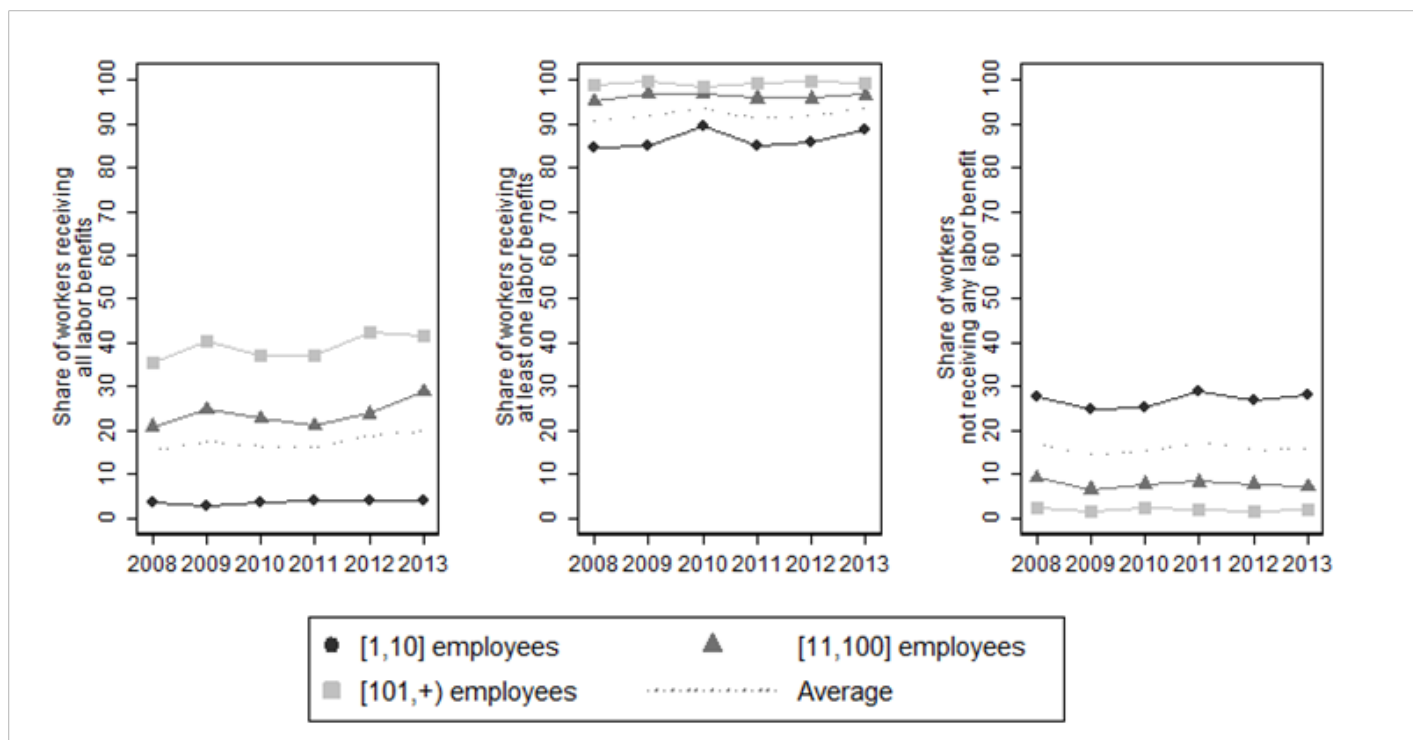 Share of workers receiving
all labor benefits
100
90
80
70
60
50
40
30
20
10
0
2008 2009 2010 2011 2012 2013
Share of workers receiving
at least one labor benefits
100
90
80
70
60
50
40
30
20
10
0
2008 2009 2010 2011 2012 2013
Share of workers
not receiving any labor benefit
100
90
80
70
60
50
40
30
20
10
0
2008 2009 2010 2011 2012 2013
[1,10] employees
[11,100] employees
[101,+) employees
Average